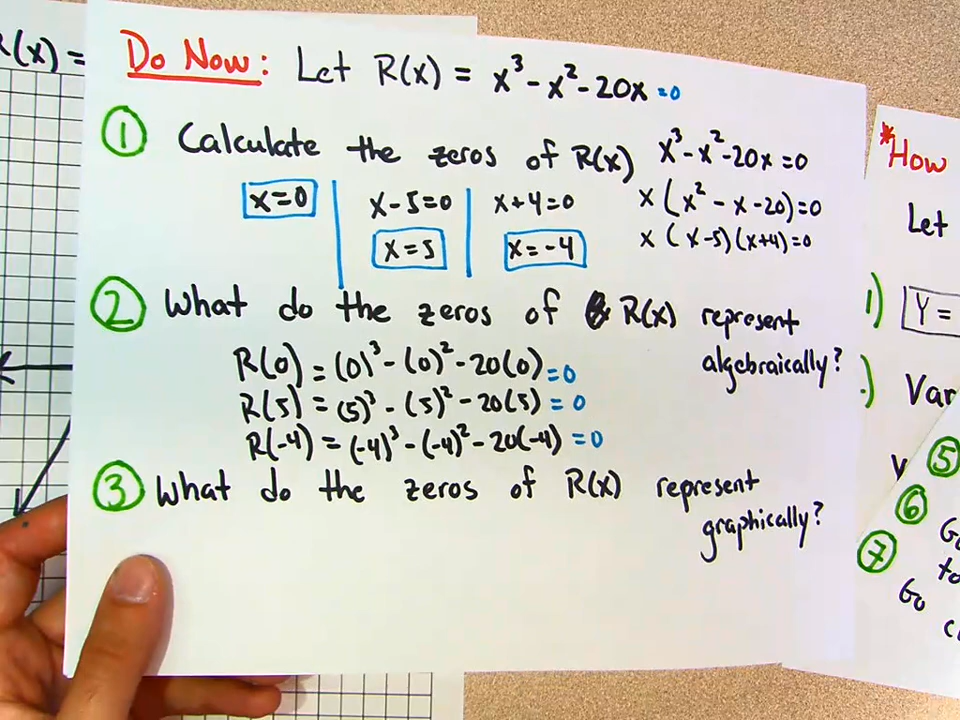 R(x) =
Do Now: Let R(x) = x³ - x² - 20x = 0
① Calculate the zeros of R(x)
x³ - x² - 20x = 0
x (x² - x - 20) = 0
x (x - 5)(x + 4) = 0
x = 0 | x - 5 = 0 | x + 4 = 0
x = 5 | x = -4
② What do the zeros of R(x) represent
algebraically?
R(0) = (0)³ - (0)² - 20(0) = 0
R(5) = (5)³ - (5)² - 20(5) = 0
R(-4) = (-4)³ - (-4)² - 20(-4) = 0
③ What do the zeros of R(x) represent
graphically?
*How
Let
1) Y =
.) Var
V
⑤
⑥
Go
⑦
to
Go